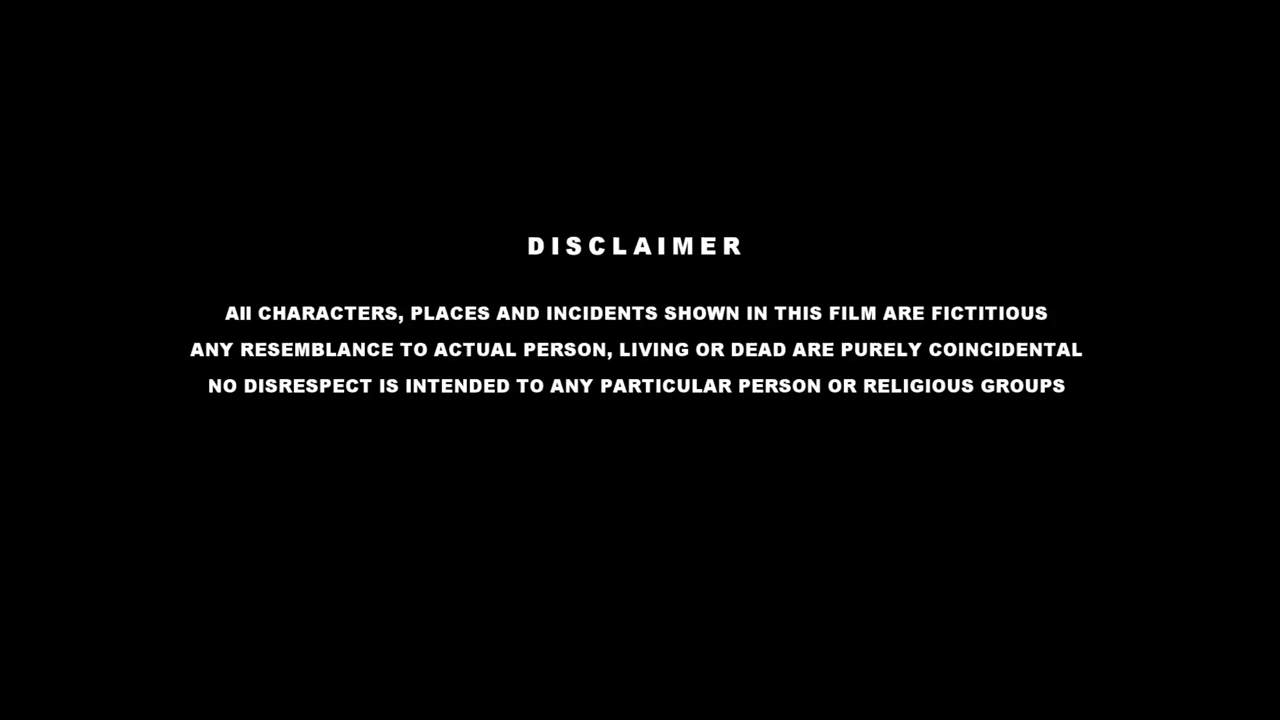 DISCLAIMER
All CHARACTERS, PLACES AND INCIDENTS SHOWN IN THIS FILM ARE FICTITIOUS
ANY RESEMBLANCE TO ACTUAL PERSON, LIVING OR DEAD ARE PURELY COINCIDENTAL
NO DISRESPECT IS INTENDED TO ANY PARTICULAR PERSON OR RELIGIOUS GROUPS